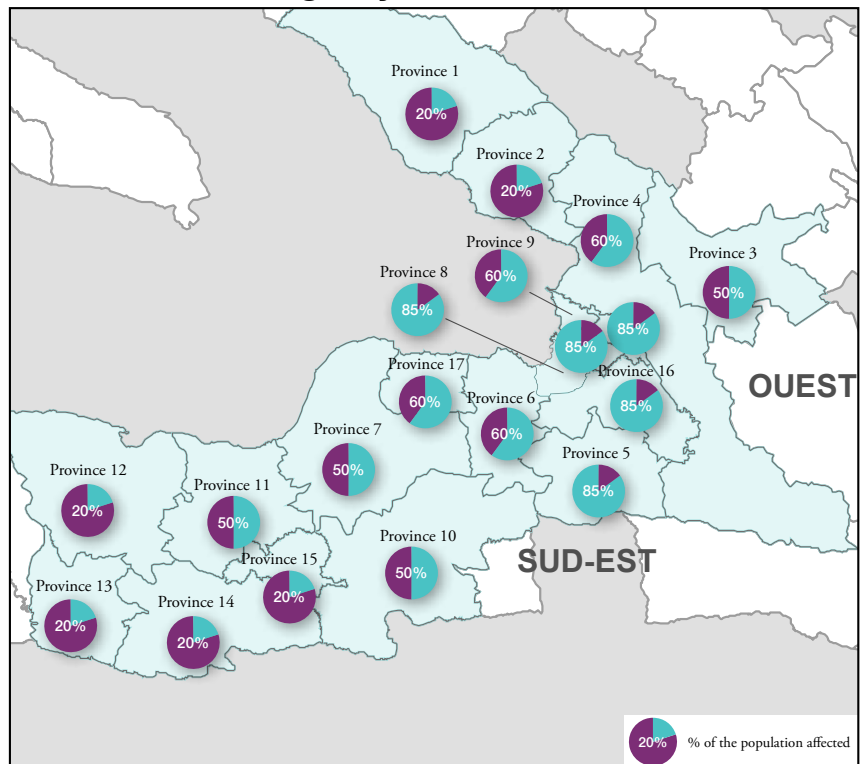 Province 1
20%
Province 2
20%
Province 4
60%
Province 9
60%
Province 3
50%
Province 8
85%
85%
85%
Province 17
60%
Province 16
85%
OUEST
Province 6
60%
Province 7
50%
Province 5
85%
Province 12
20%
Province 11
50%
Province 10
50%
SUD-EST
Province 15
20%
Province 13
20%
Province 14
20%
20% % of the population affected